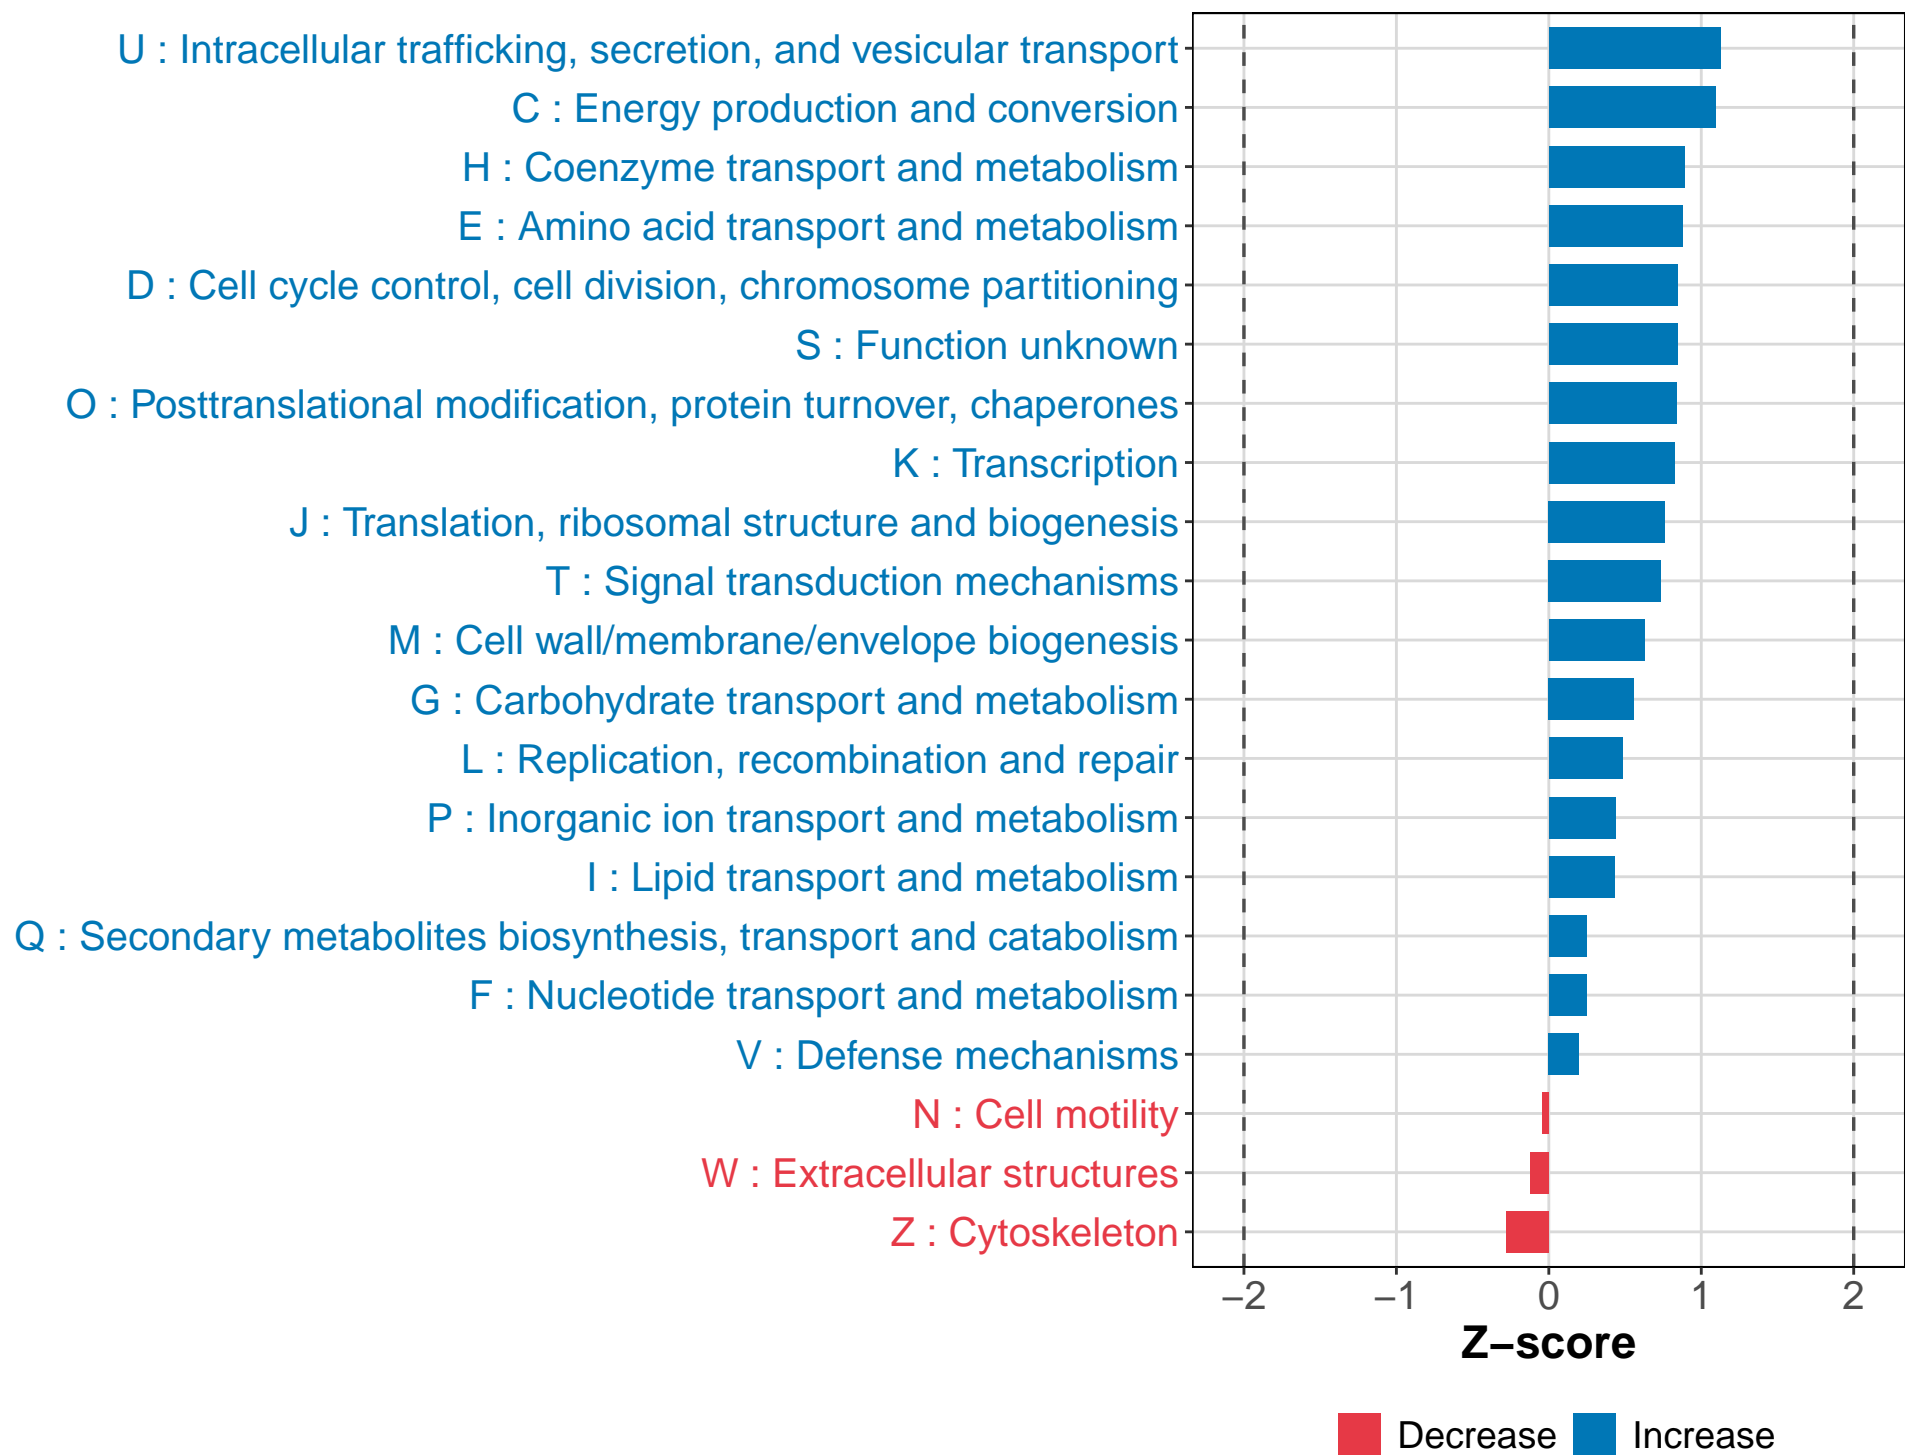 U : Intracellular trafficking, secretion, and vesicular transport
C : Energy production and conversion
H : Coenzyme transport and metabolism
E : Amino acid transport and metabolism
D : Cell cycle control, cell division, chromosome partitioning
S : Function unknown
O : Posttranslational modification, protein turnover, chaperones
K : Transcription
J : Translation, ribosomal structure and biogenesis
T : Signal transduction mechanisms
M : Cell wall/membrane/envelope biogenesis
G : Carbohydrate transport and metabolism
L : Replication, recombination and repair
P : Inorganic ion transport and metabolism
I : Lipid transport and metabolism
Q : Secondary metabolites biosynthesis, transport and catabolism
F : Nucleotide transport and metabolism
V : Defense mechanisms
N : Cell motility
W : Extracellular structures
Z : Cytoskeleton
−2 −1 0 1 2
Z−score
Decrease Increase